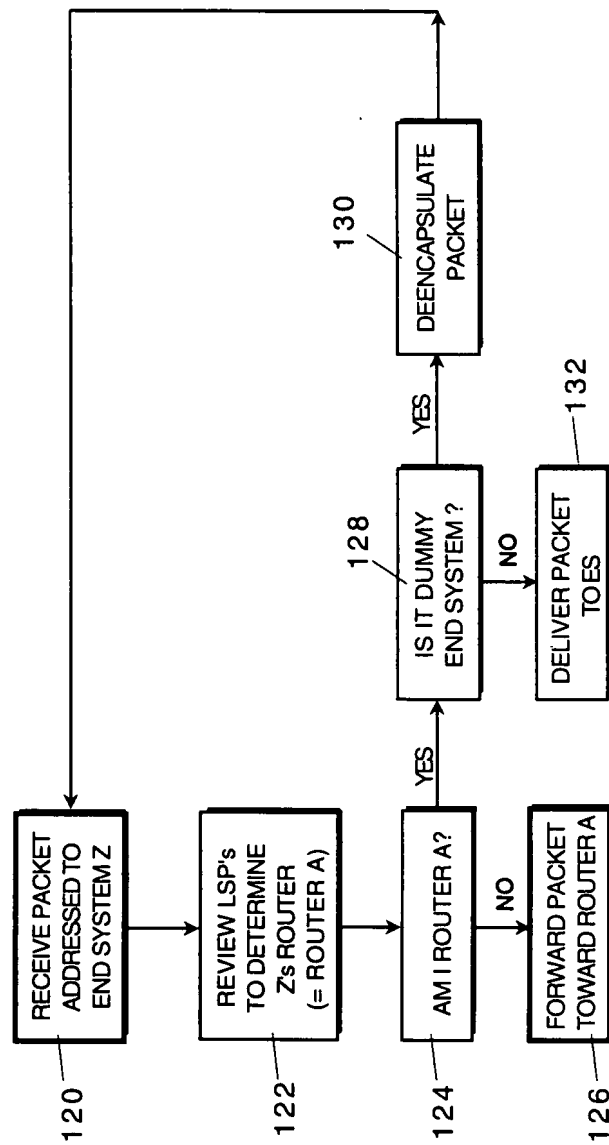 RECEIVE PACKET
ADDRESSED TO
END SYSTEM Z
120
REVIEW LSP's
TO DETERMINE
Z's ROUTER
(= ROUTER A)
122
AM I ROUTER A?
124
NO
FORWARD PACKET
TOWARD ROUTER A
126
YES
IS IT DUMMY
END SYSTEM ?
128
NO
DELIVER PACKET
TO ES
132
YES
DEENCAPSULATE
PACKET
130